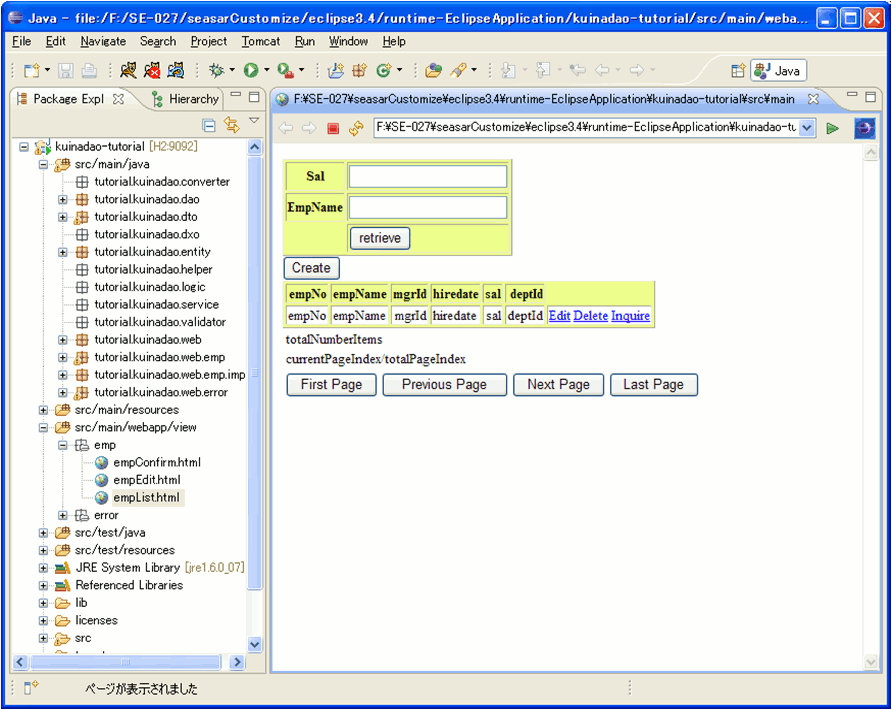 Java - file:/F:/SE-027/seasarCustomize/eclipse3.4/runtime-EclipseApplication/kuinadao-tutorial/src/main/weba...
File Edit Navigate Search Project Tomcat Run Window Help
Java
Package Expl Hierarchy
F:¥SE-027¥seasarCustomize¥eclipse3.4¥runtime-EclipseApplication¥kuinadao-tutorial¥src¥main
F:¥SE-027¥seasarCustomize¥eclipse3.4¥runtime-EclipseApplication¥kuinadao-tu
kuinadao-tutorial [H2:9092]
src/main/java
tutorial.kuinadao.converter
tutorial.kuinadao.dao
tutorial.kuinadao.dto
tutorial.kuinadao.dxo
tutorial.kuinadao.entity
tutorial.kuinadao.helper
tutorial.kuinadao.logic
tutorial.kuinadao.service
tutorial.kuinadao.validator
tutorial.kuinadao.web
tutorial.kuinadao.web.emp
tutorial.kuinadao.web.emp.imp
tutorial.kuinadao.web.error
src/main/resources
src/main/webapp/view
emp
empConfirm.html
empEdit.html
empList.html
error
src/test/java
src/test/resources
JRE System Library [jre1.6.0_07]
Referenced Libraries
lib
licenses
src
Sal
EmpName
retrieve
Create
empNo empName mgrId hiredate sal deptId
empNo empName mgrId hiredate sal deptId Edit Delete Inquire
totalNumberItems
currentPageIndex/totalPageIndex
First Page Previous Page Next Page Last Page
ページが表示されました